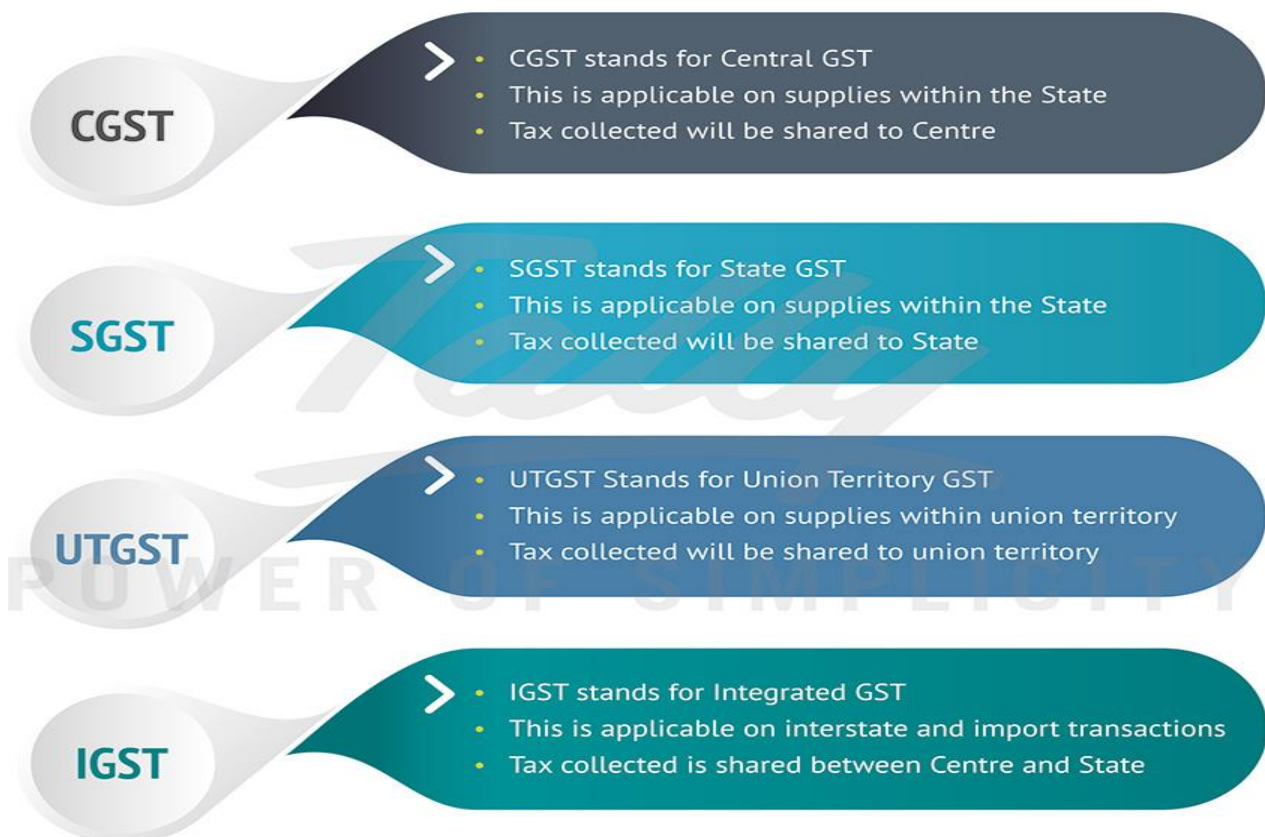 CGST
CGST stands for Central GST
This is applicable on supplies within the State
Tax collected will be shared to Centre
SGST
SGST stands for State GST
This is applicable on supplies within the State
Tax collected will be shared to State
Tally
UTGST
UTGST Stands for Union Territory GST
This is applicable on supplies within union territory
Tax collected will be shared to union territory
POWER OF SIMPLICITY
IGST
IGST stands for Integrated GST
This is applicable on interstate and import transactions
Tax collected is shared between Centre and State